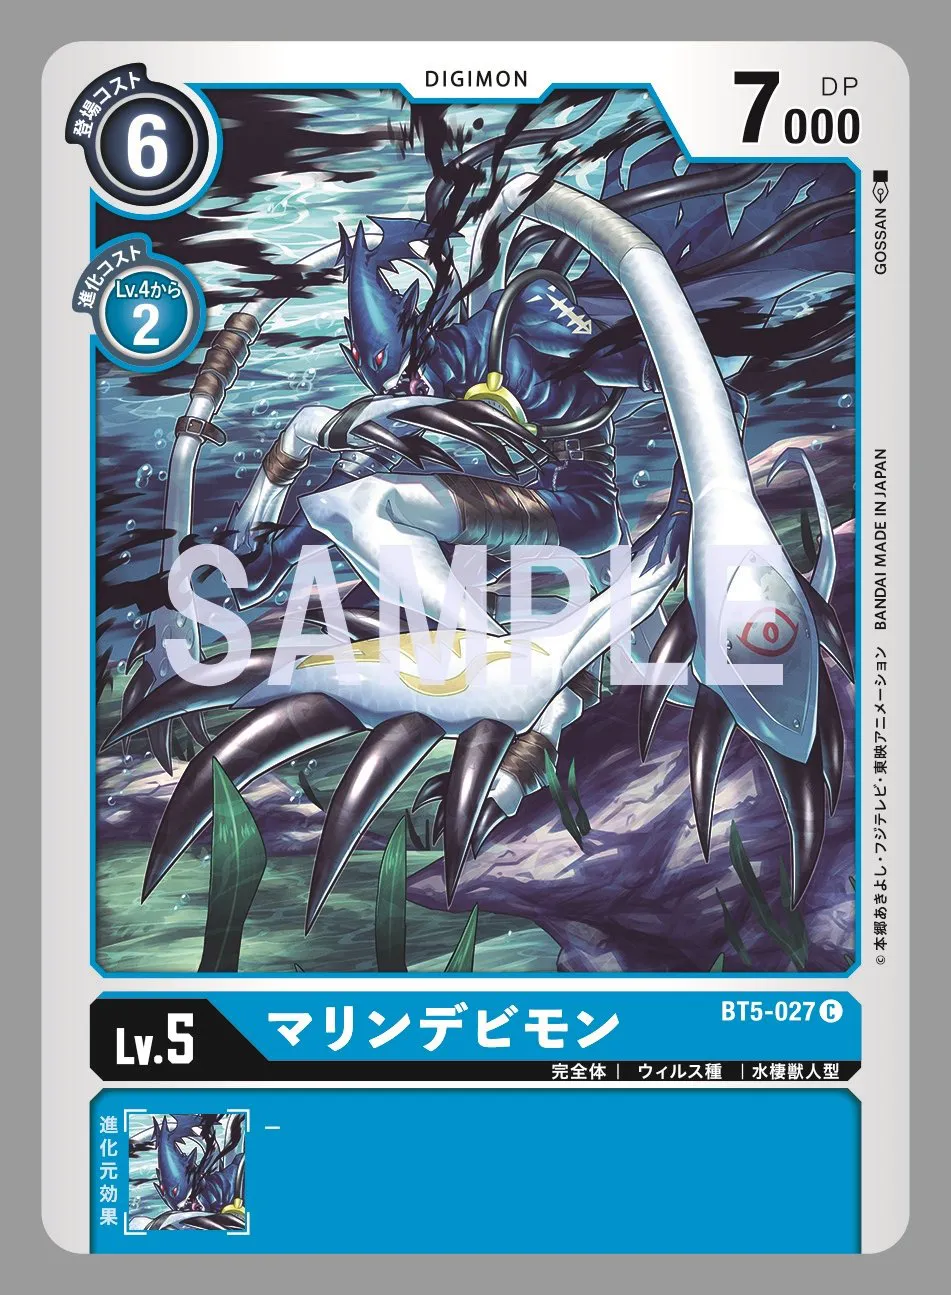 DIGIMON
登場コスト
6
7000
DP
進化コスト
Lv.4から
2
GOSSAN
BANDAI MADE IN JAPAN
©本郷あきよし・フジテレビ・東映アニメーション
SAMPLE
Lv.5
マリンデビモン
BT5-027 C
完全体 | ウィルス種 | 水棲獣人型
進化元効果
ー